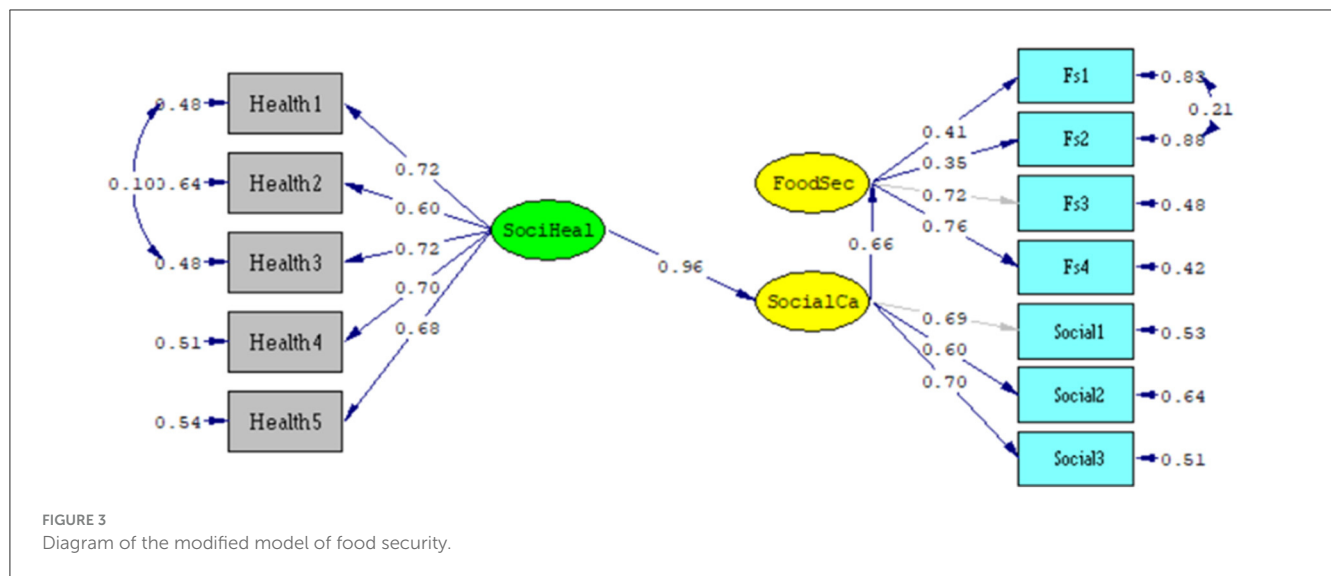 0.48
Health1
0.72
0.10
0.64
Health2
0.60
0.48
Health3
0.72
0.51
Health4
0.70
0.54
Health5
0.68
SociHeal
0.96
FoodSec
0.66
SocialCa
0.41
Fs1
0.83
0.21
0.35
Fs2
0.88
0.72
Fs3
0.48
0.76
Fs4
0.42
0.69
Social1
0.53
0.60
Social2
0.64
0.70
Social3
0.51
FIGURE 3
Diagram of the modified model of food security.